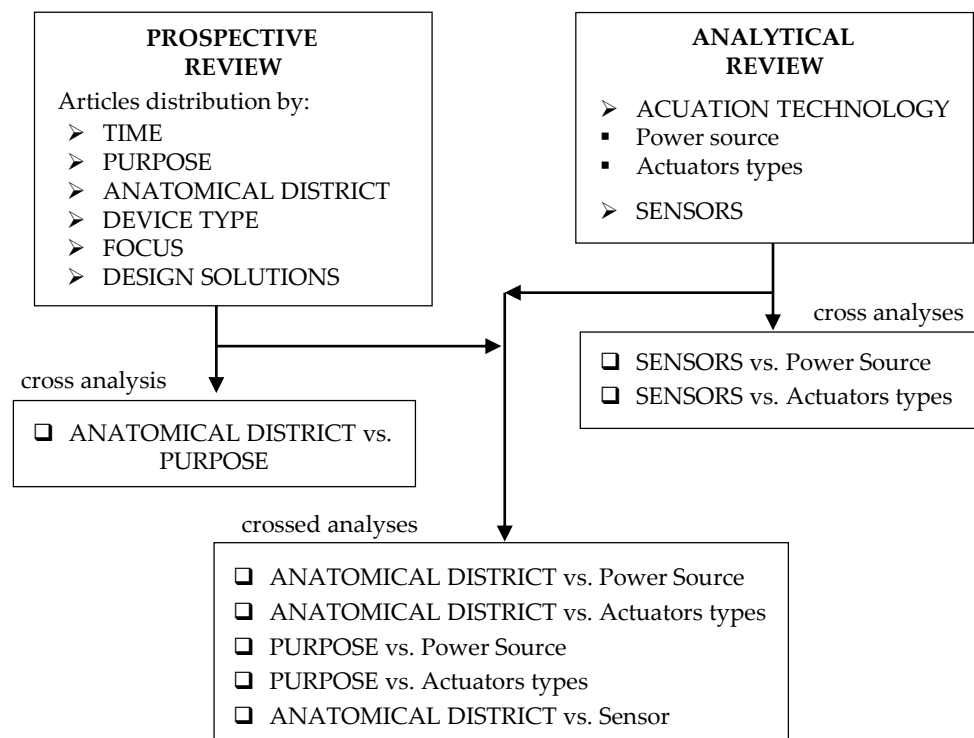 PROSPECTIVE
REVIEW
Articles distribution by:
➢ TIME
➢ PURPOSE
➢ ANATOMICAL DISTRICT
➢ DEVICE TYPE
➢ FOCUS
➢ DESIGN SOLUTIONS
ANALYTICAL
REVIEW
➢ ACUATION TECHNOLOGY
▪ Power source
▪ Actuators types
➢ SENSORS
cross analyses
❑ SENSORS vs. Power Source
❑ SENSORS vs. Actuators types
cross analysis
❑ ANATOMICAL DISTRICT vs.
PURPOSE
crossed analyses
❑ ANATOMICAL DISTRICT vs. Power Source
❑ ANATOMICAL DISTRICT vs. Actuators types
❑ PURPOSE vs. Power Source
❑ PURPOSE vs. Actuators types
❑ ANATOMICAL DISTRICT vs. Sensor